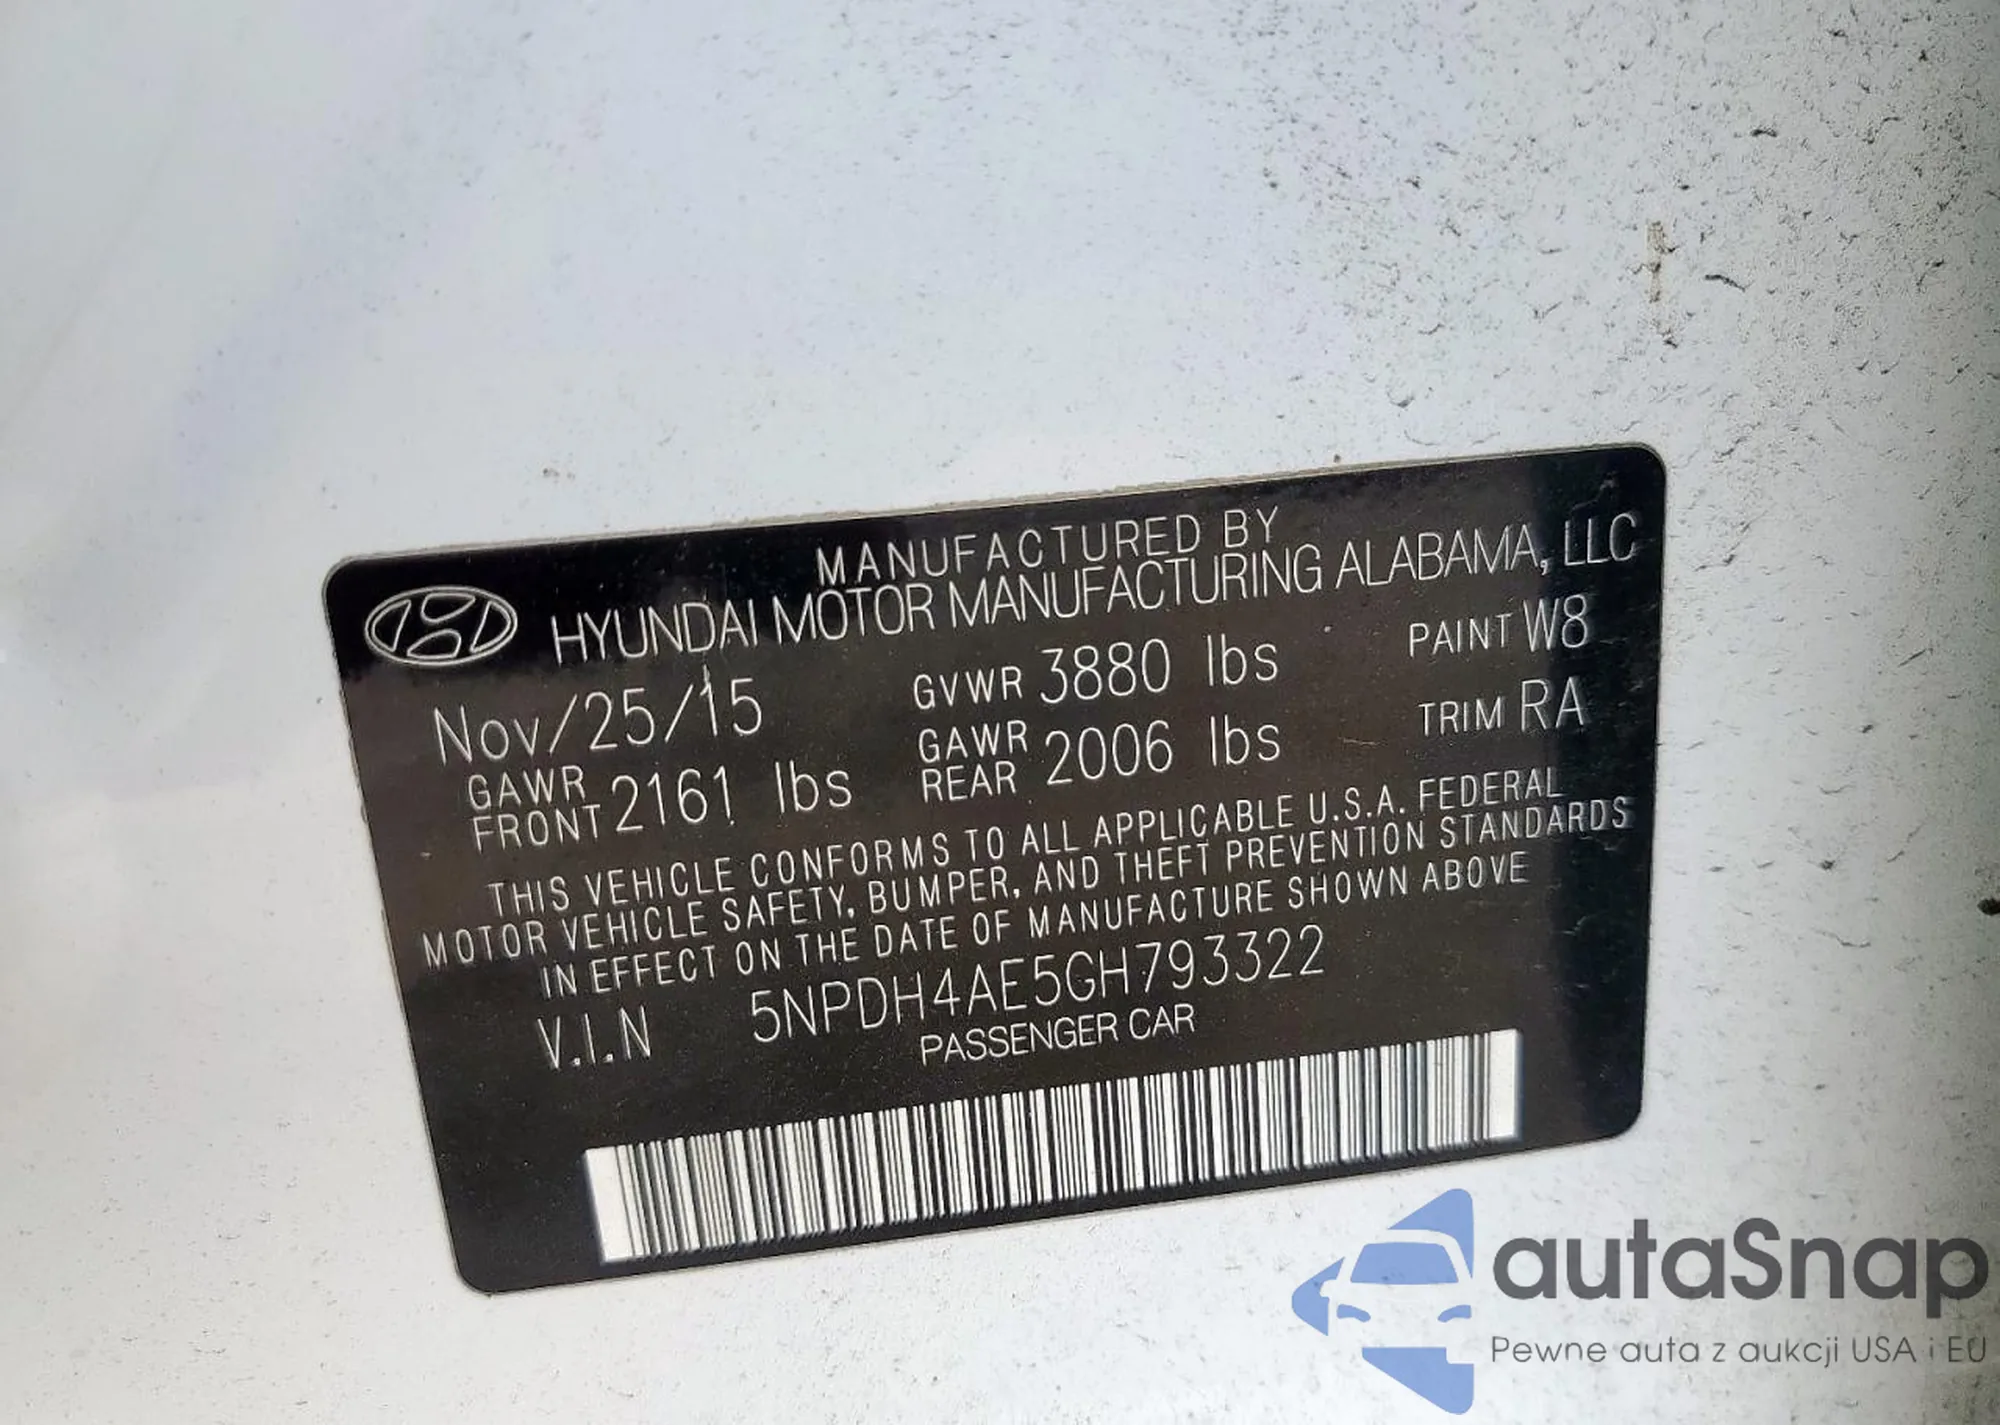 MANUFACTURED BY
HYUNDAI MOTOR MANUFACTURING ALABAMA, LLC
Nov/25/15 GVWR 3880 lbs PAINT W8
GAWR FRONT 2161 lbs GAWR REAR 2006 lbs TRIM RA
THIS VEHICLE CONFORMS TO ALL APPLICABLE U.S.A. FEDERAL
MOTOR VEHICLE SAFETY, BUMPER, AND THEFT PREVENTION STANDARDS
IN EFFECT ON THE DATE OF MANUFACTURE SHOWN ABOVE
V.I.N 5NPDH4AE5GH793322
PASSENGER CAR
autaSnap
Pewne auta z aukcji USA i EU